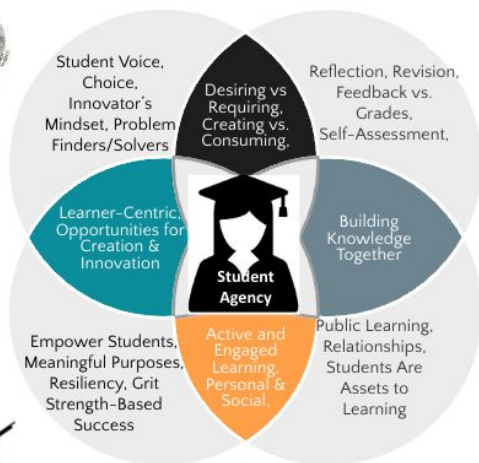 Student Voice,
Choice,
Innovator's
Mindset, Problem
Finders/Solvers
Desiring vs
Requiring,
Creating vs.
Consuming,
Reflection, Revision,
Feedback vs.
Grades,
Self-Assessment,
Learner-Centric,
Opportunities for
Creation &
Innovation
Student
Agency
Building
Knowledge
Together
Empower Students,
Meaningful Purposes,
Resiliency, Grit
Strength-Based
Success
Active and
Engaged
Learning,
Personal &
Social,
Public Learning,
Relationships,
Students Are
Assets to
Learning